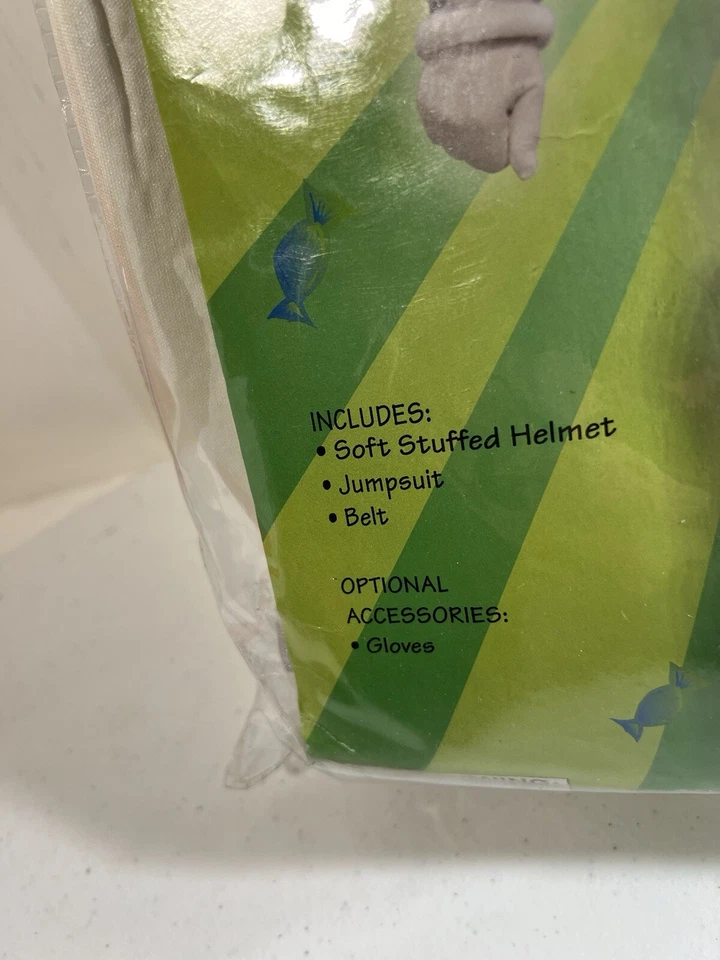 INCLUDES:
• Soft Stuffed Helmet
• Jumpsuit
• Belt
OPTIONAL
ACCESSORIES:
• Gloves